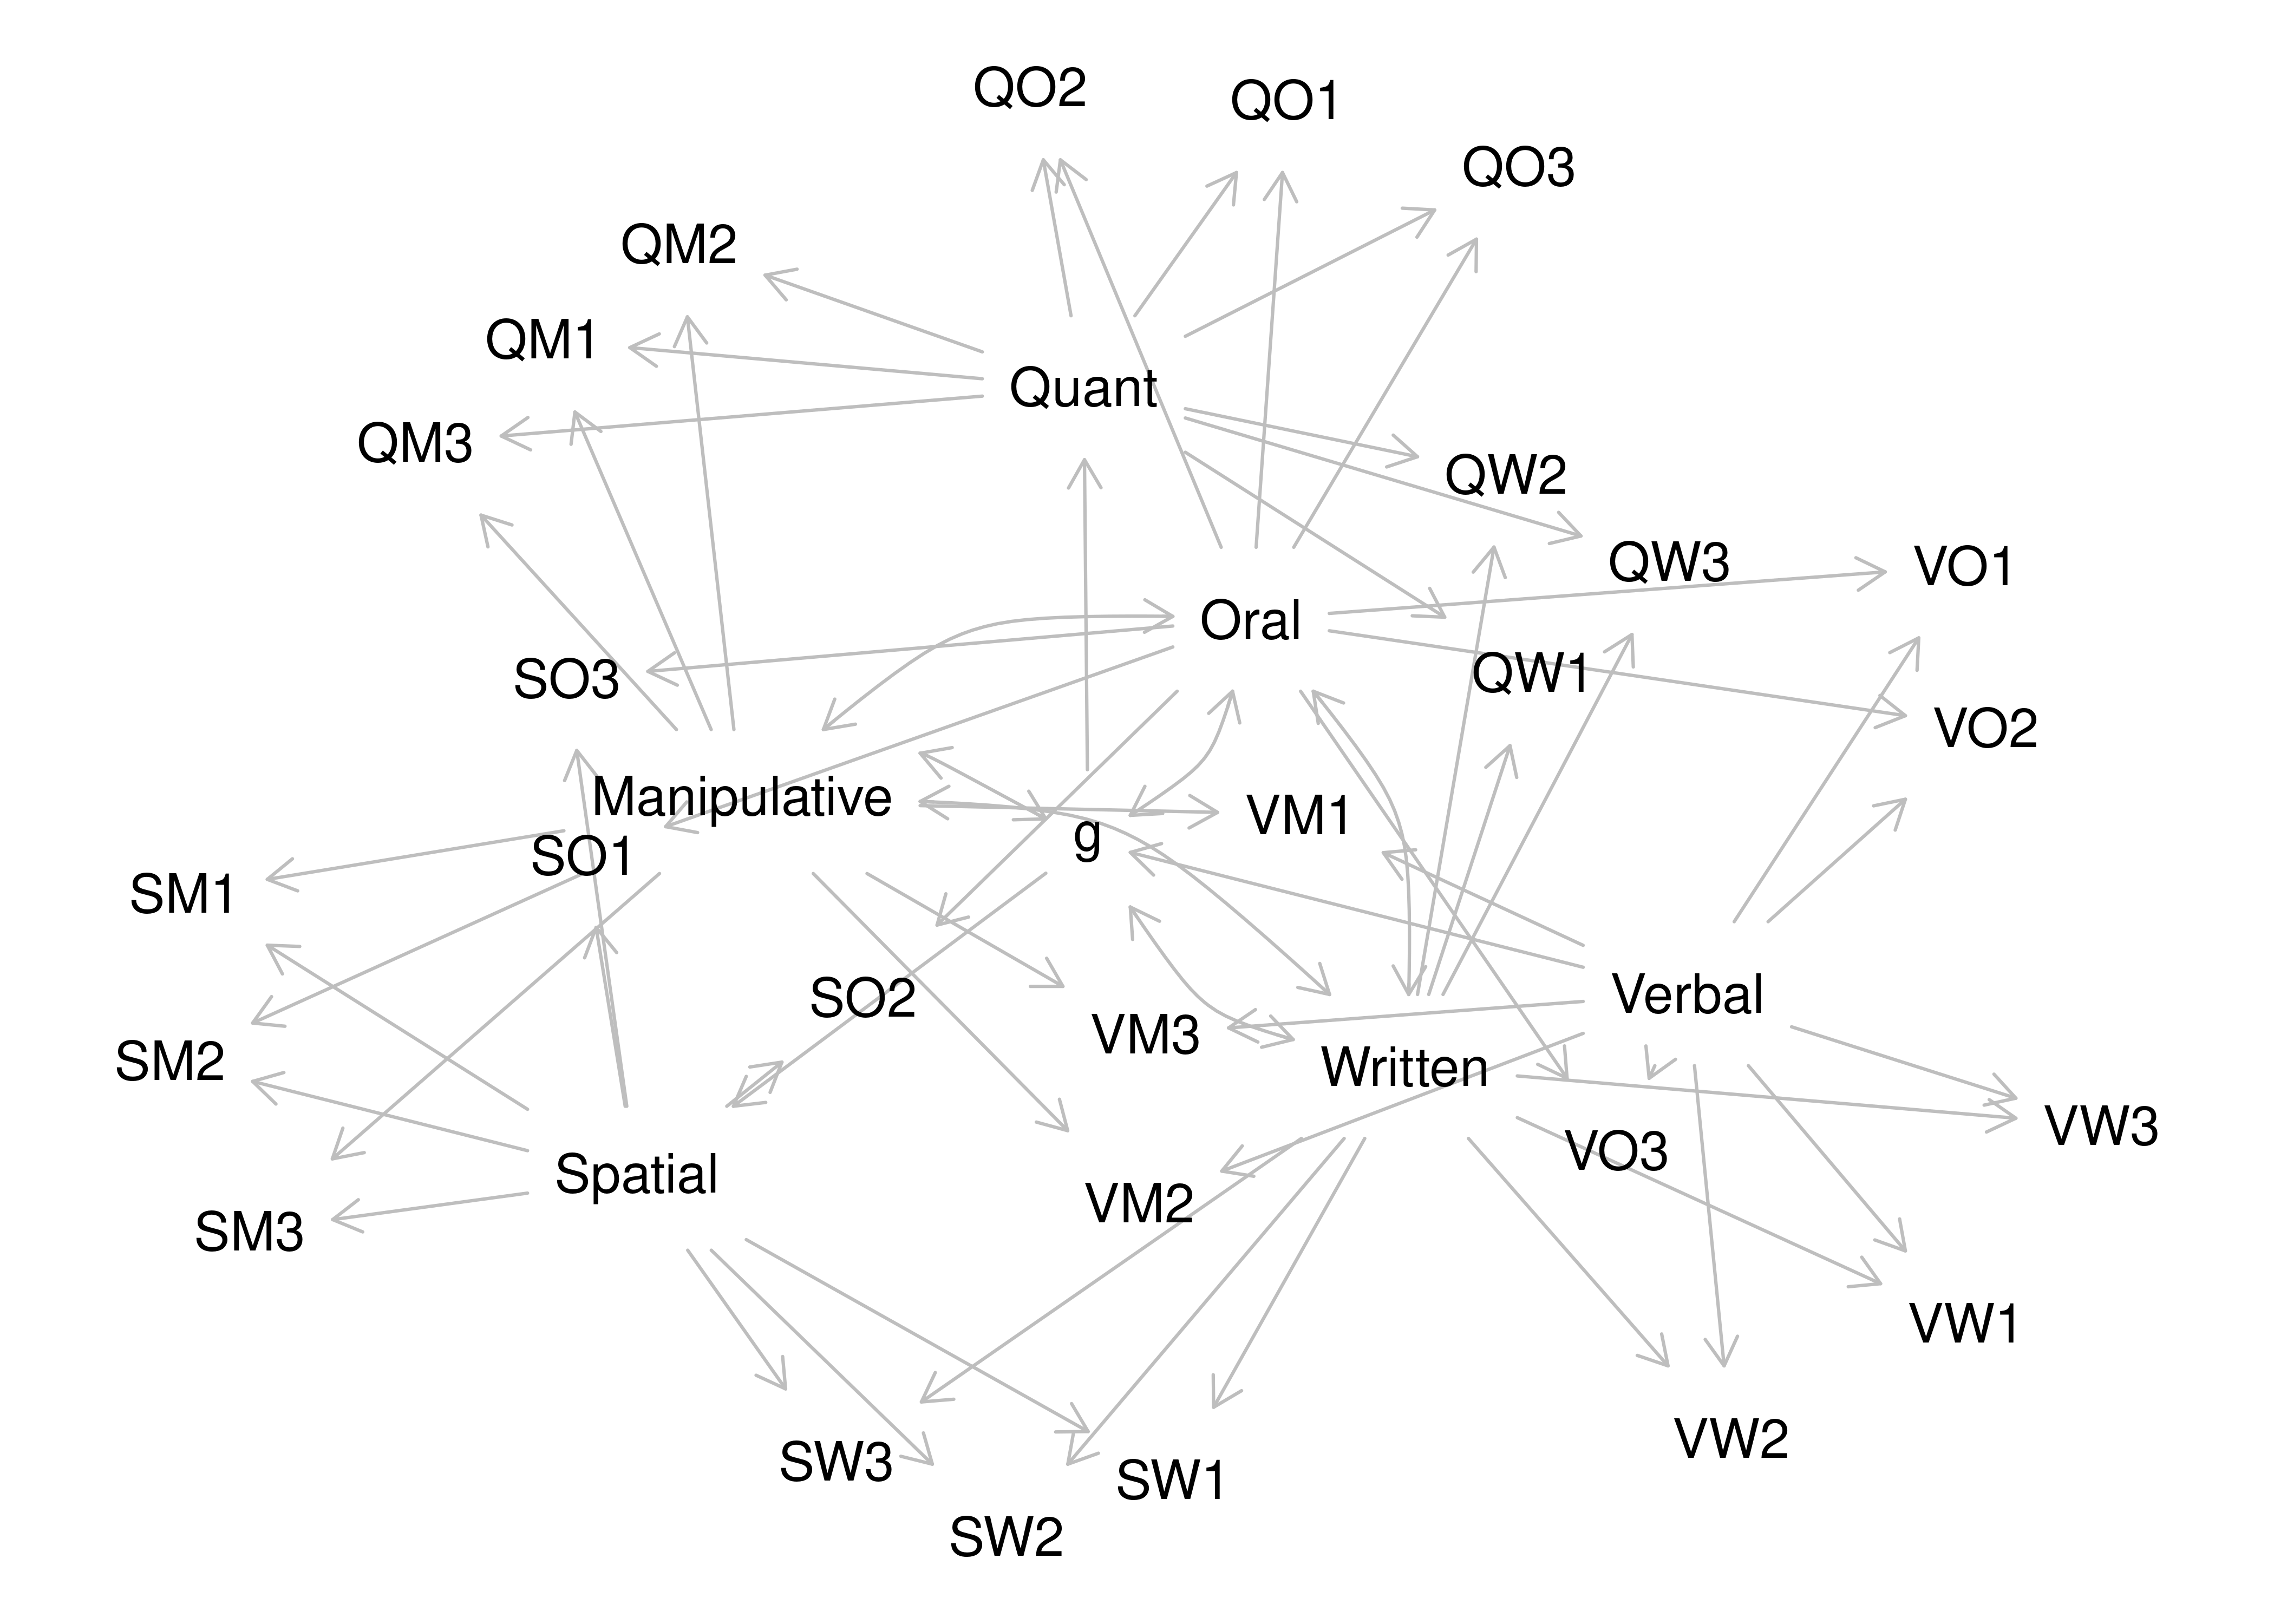 QO2
QO1
QO3
QM2
QM1
Quant
QM3
QW2
QW3
VO1
Oral
QW1
SO3
VO2
Manipulative
VM1
g
SO1
SM1
SO2
Verbal
VM3
SM2
Written
VW3
VO3
Spatial
VM2
SM3
VW1
VW2
SW3
SW1
SW2